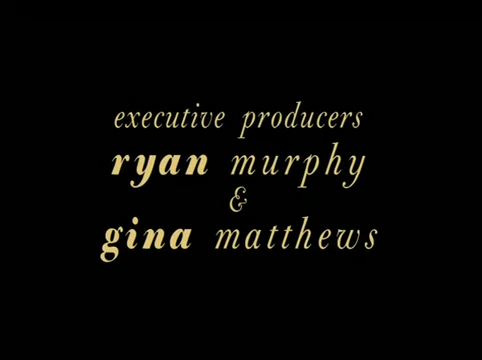 executive producers
ryan murphy
&
gina matthews